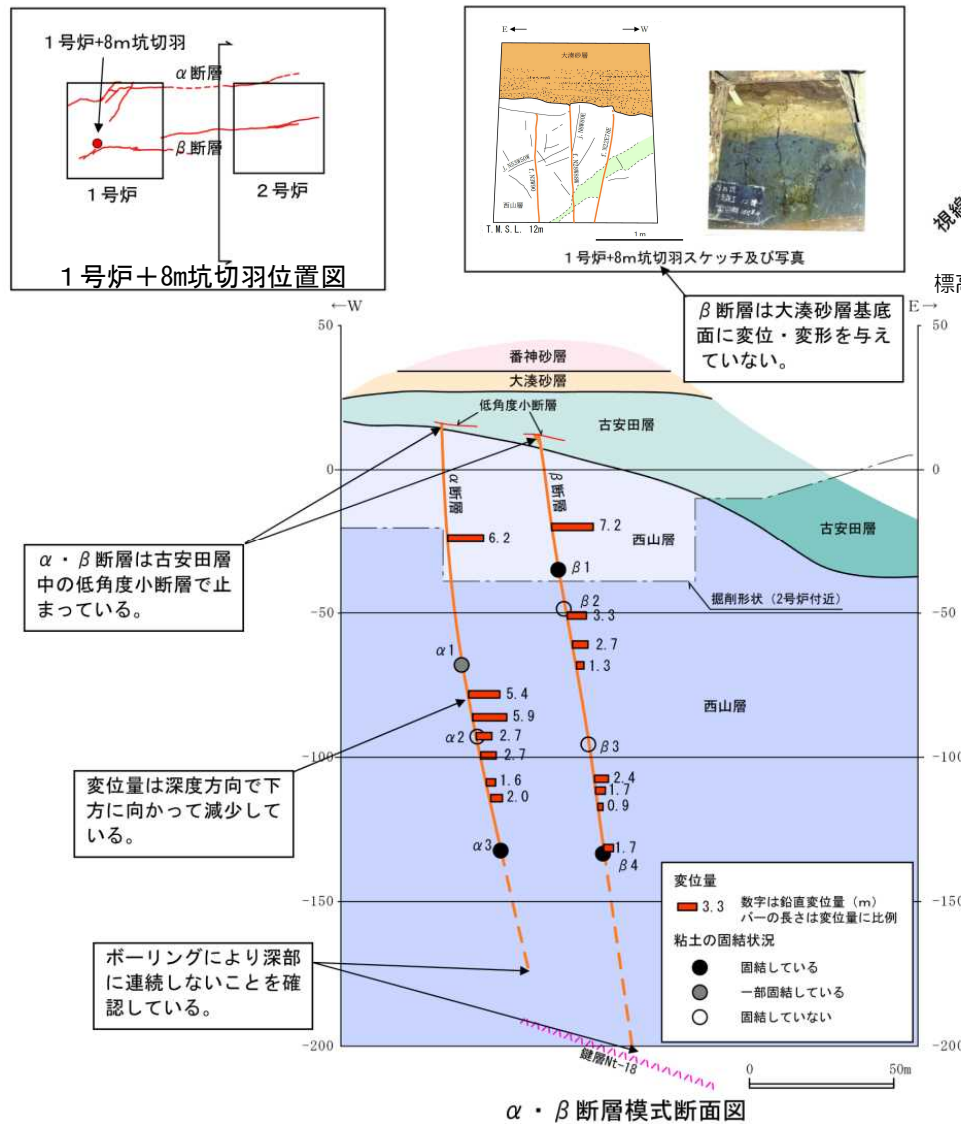 1号炉+8m坑切羽
α断層
β断層
1号炉
2号炉
1号炉+8m坑切羽位置図
E ← → W
大湊砂層
西山層
T.M.S.L. 12m
1m
1号炉+8m坑切羽スケッチ及び写真
視線
標高
←W
E→
β断層は大湊砂層基底
面に変位・変形を与え
ていない。
50
50
番神砂層
大湊砂層
低角度小断層
古安田層
0
0
α断層
β断層
古安田層
7.2
6.2
西山層
α・β断層は古安田層
中の低角度小断層で止
まっている。
β1
掘削形状（2号炉付近）
β2
-50
3.3
-50
2.7
α1
1.3
5.4
西山層
5.9
α2
2.7
β3
-100
2.7
-100
変位量は深度方向で下
方に向かって減少して
いる。
1.6
2.4
2.0
1.7
0.9
α3
1.7
β4
-150
-150
ボーリングにより深部
に連続しないことを確
認している。
変位量
3.3
数字は鉛直変位量（m）
バーの長さは変位量に比例
粘土の固結状況
固結している
一部固結している
固結していない
-200
-200
鍵層Nt-18
0
50m
α・β断層模式断面図